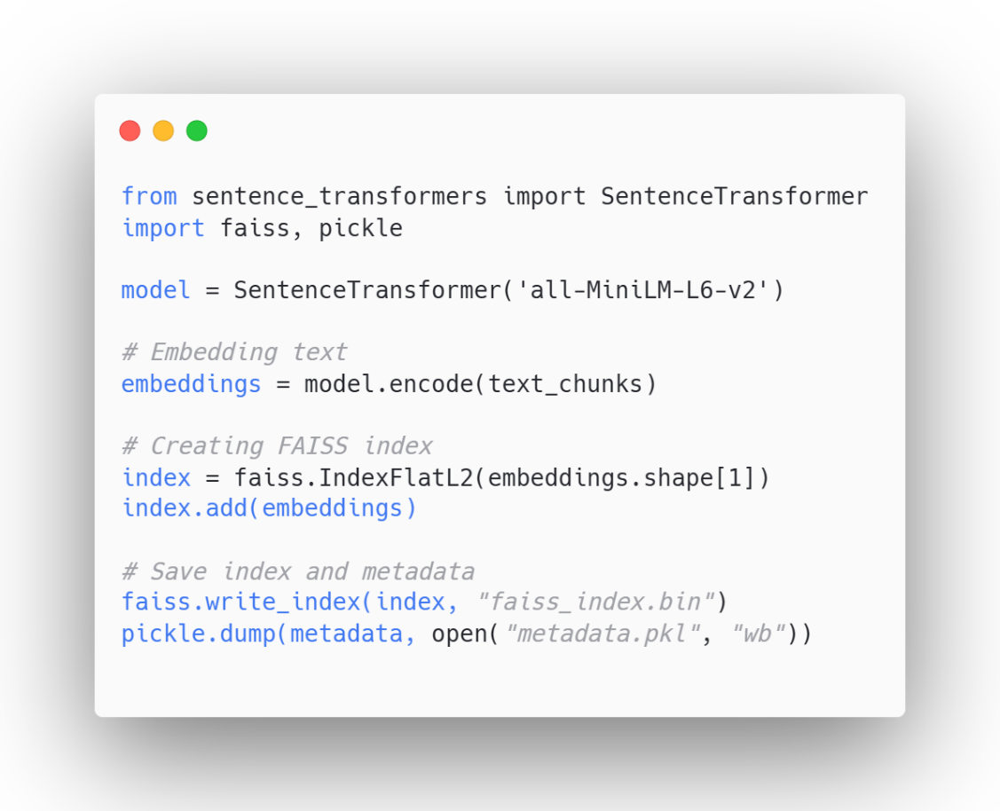 from sentence_transformers import SentenceTransformer
import faiss, pickle
model = SentenceTransformer('all-MiniLM-L6-v2')
# Embedding text
embeddings = model.encode(text_chunks)
# Creating FAISS index
index = faiss.IndexFlatL2(embeddings.shape[1])
index.add(embeddings)
# Save index and metadata
faiss.write_index(index, "faiss_index.bin")
pickle.dump(metadata, open("metadata.pkl", "wb"))